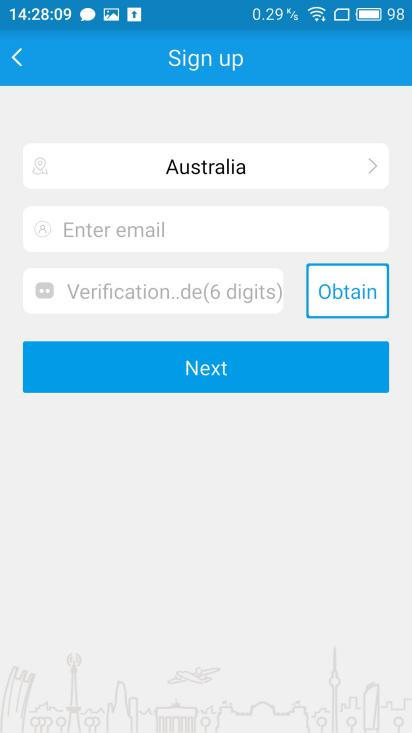 14:28:09 0.29 K/s 98
Sign up
Australia
Enter email
Verification..de(6 digits)
Obtain
Next